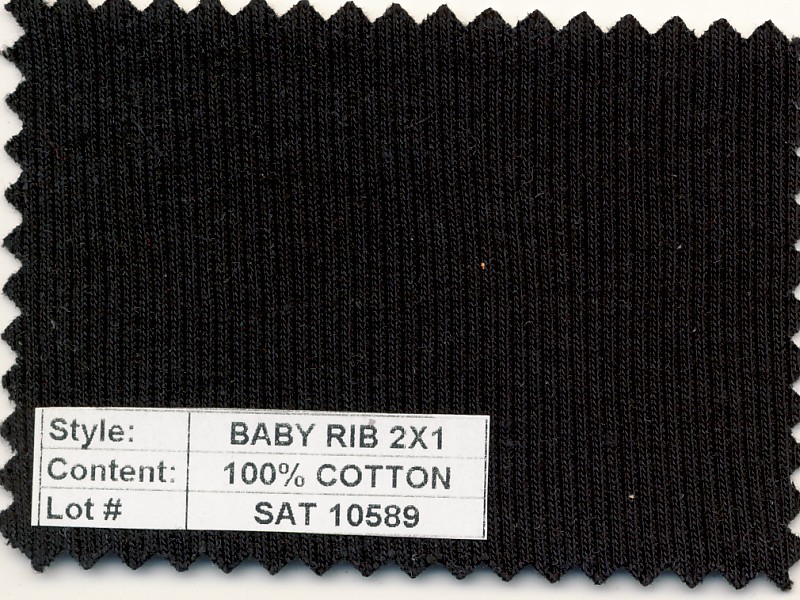 Style: BABY RIB 2X1
Content: 100% COTTON
Lot # SAT 10589